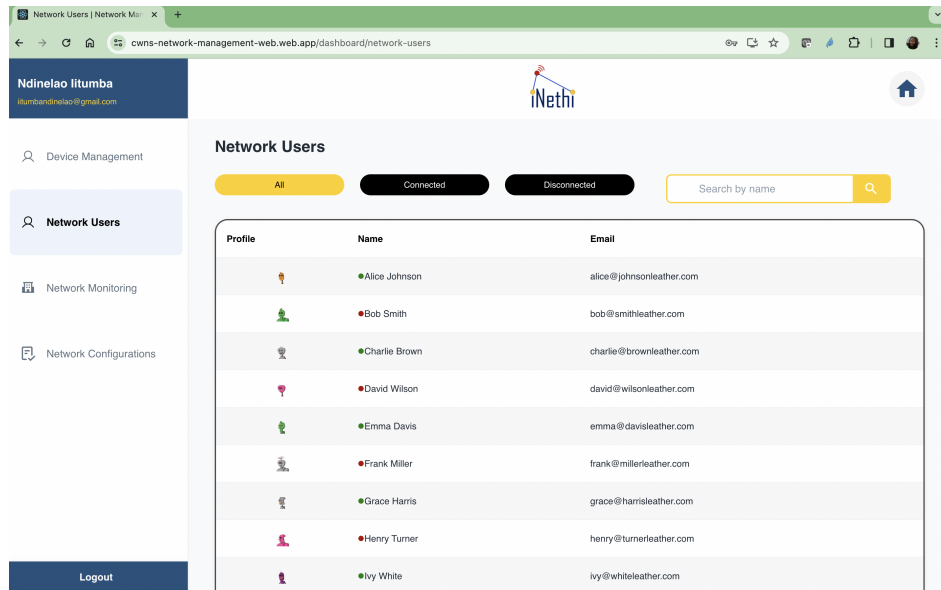 Network Users | Network Man
cwns-network-management-web.web.app/dashboard/network-users
Ndinelao Iitumba
iitumbandinelao@gmail.com
iNethi
Device Management
Network Users
Network Monitoring
Network Configurations
Logout
Network Users
All Connected Disconnected Search by name
Profile Name Email
Alice Johnson alice@johnsonleather.com
Bob Smith bob@smithleather.com
Charlie Brown charlie@brownleather.com
David Wilson david@wilsonleather.com
Emma Davis emma@davisleather.com
Frank Miller frank@millerleather.com
Grace Harris grace@harrisleather.com
Henry Turner henry@turnerleather.com
Ivy White ivy@whiteleather.com